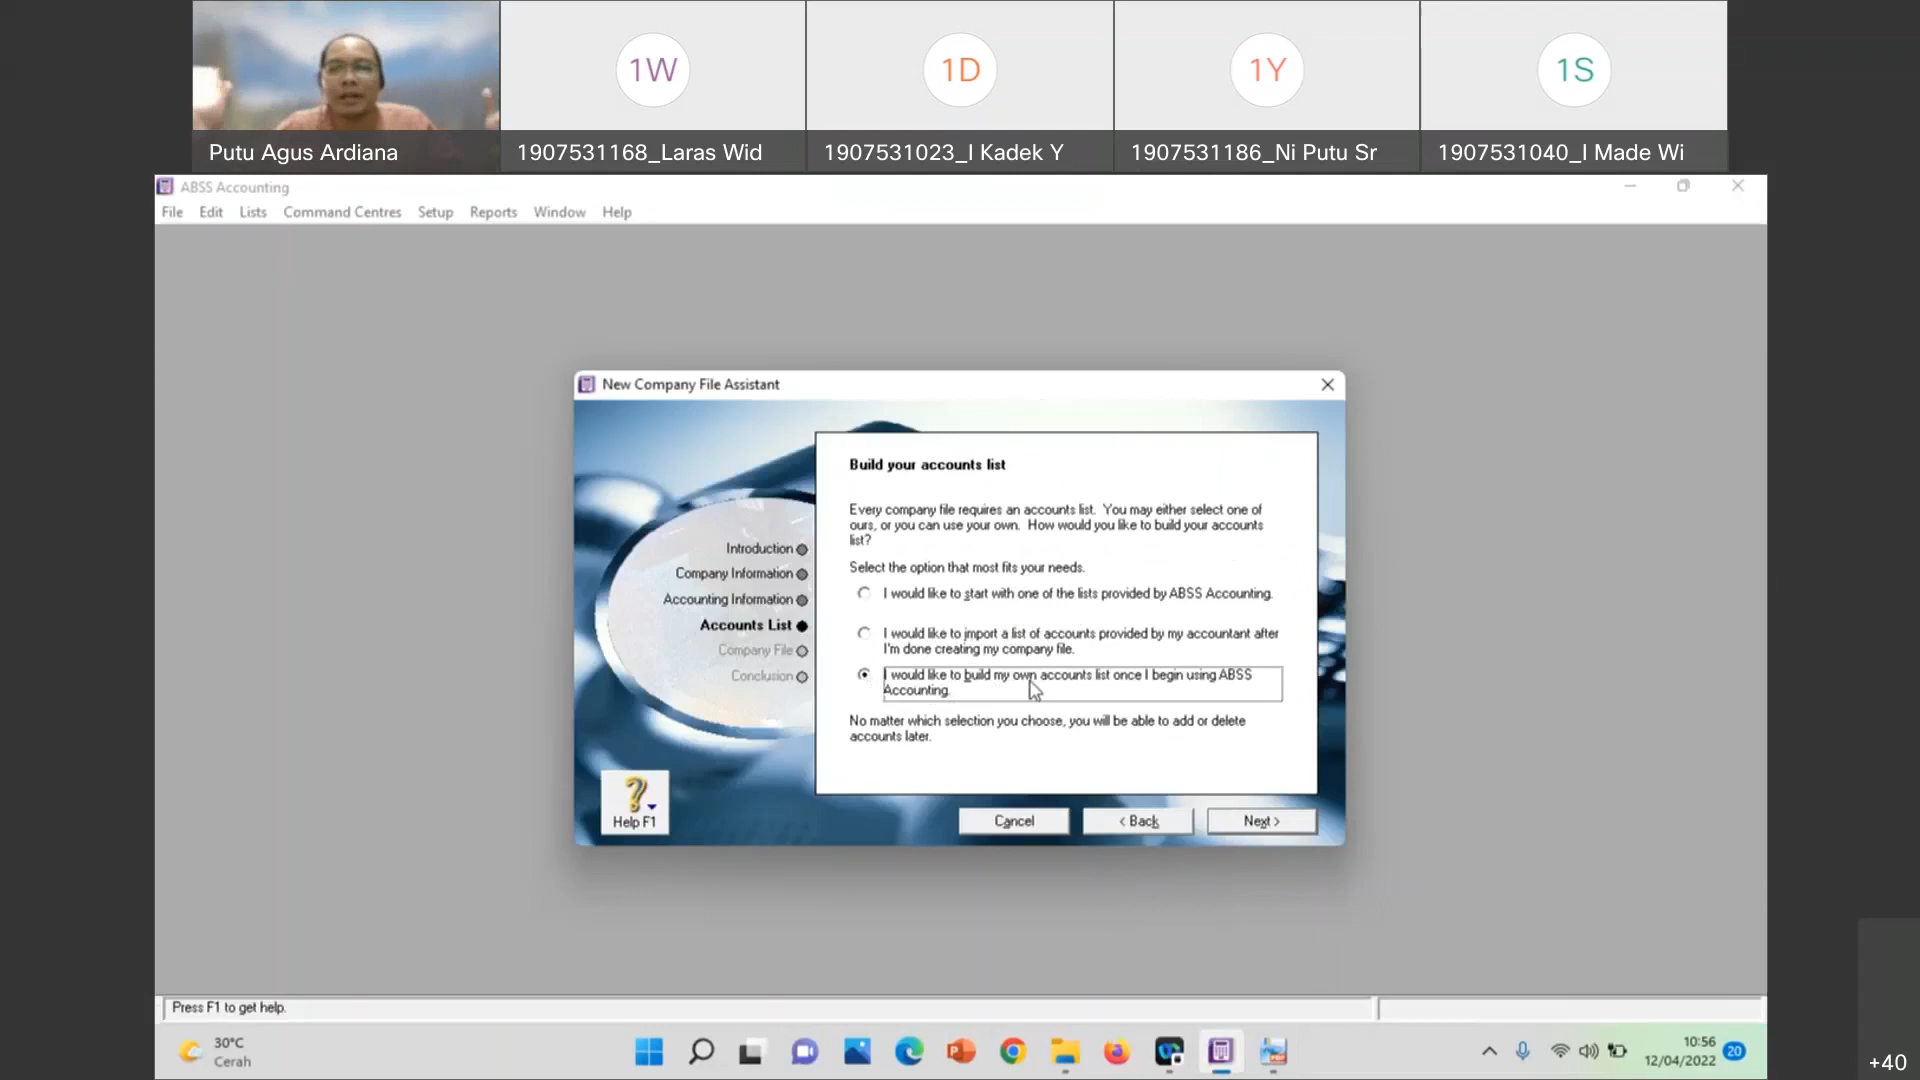 1W
1D
1Y
1S
Putu Agus Ardiana
1907531168_Laras Wid
1907531023_I Kadek Y
1907531186_Ni Putu Sr
1907531040_I Made Wi
ABSS Accounting
File Edit Lists Command Centres Setup Reports Window Help
New Company File Assistant
Introduction
Company Information
Accounting Information
Accounts List
Company File
Conclusion
Build your accounts list
Every company file requires an accounts list. You may either select one of
ours, or you can use your own. How would you like to build your accounts
list?
Select the option that most fits your needs.
I would like to start with one of the lists provided by ABSS Accounting.
I would like to import a list of accounts provided by my accountant after
I'm done creating my company file.
I would like to build my own accounts list once I begin using ABSS
Accounting.
No matter which selection you choose, you will be able to add or delete
accounts later.
?
Help F1
Cancel
< Back
Next >
Press F1 to get help.
30°C
Cerah
10:56
12/04/2022
20
+40